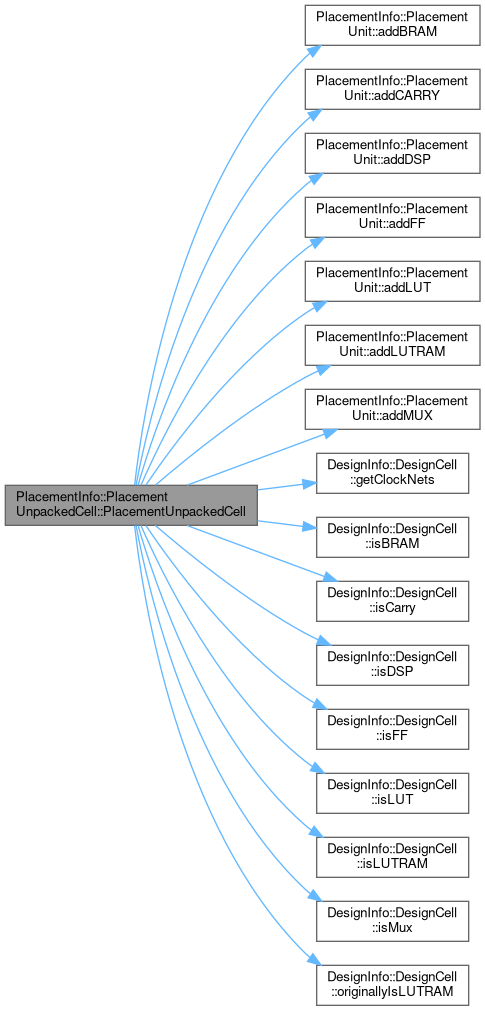 PlacementInfo::Placement
Unit::addBRAM
PlacementInfo::Placement
Unit::addCARRY
PlacementInfo::Placement
Unit::addDSP
PlacementInfo::Placement
Unit::addFF
PlacementInfo::Placement
Unit::addLUT
PlacementInfo::Placement
Unit::addLUTRAM
PlacementInfo::Placement
Unit::addMUX
DesignInfo::DesignCell
::getClockNets
PlacementInfo::Placement
UnpackedCell::PlacementUnpackedCell
DesignInfo::DesignCell
::isBRAM
DesignInfo::DesignCell
::isCarry
DesignInfo::DesignCell
::isDSP
DesignInfo::DesignCell
::isFF
DesignInfo::DesignCell
::isLUT
DesignInfo::DesignCell
::isLUTRAM
DesignInfo::DesignCell
::isMux
DesignInfo::DesignCell
::originallyIsLUTRAM